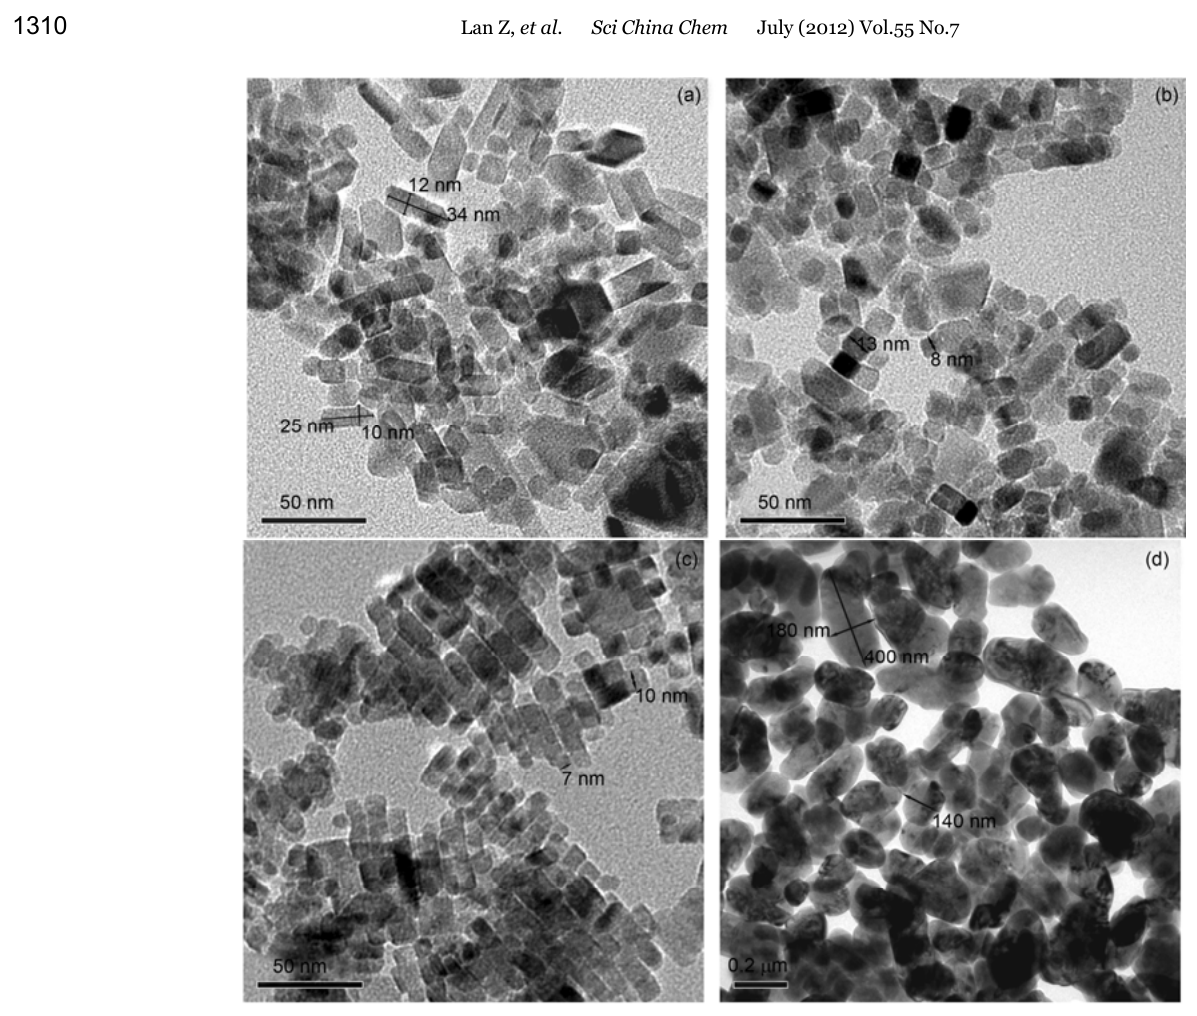 1310
Lan Z, et al. Sci China Chem July (2012) Vol.55 No.7
(a)
12 nm
34 nm
25 nm
10 nm
50 nm
(b)
13 nm
8 nm
50 nm
(c)
10 nm
7 nm
50 nm
(d)
180 nm
400 nm
140 nm
0.2 μm